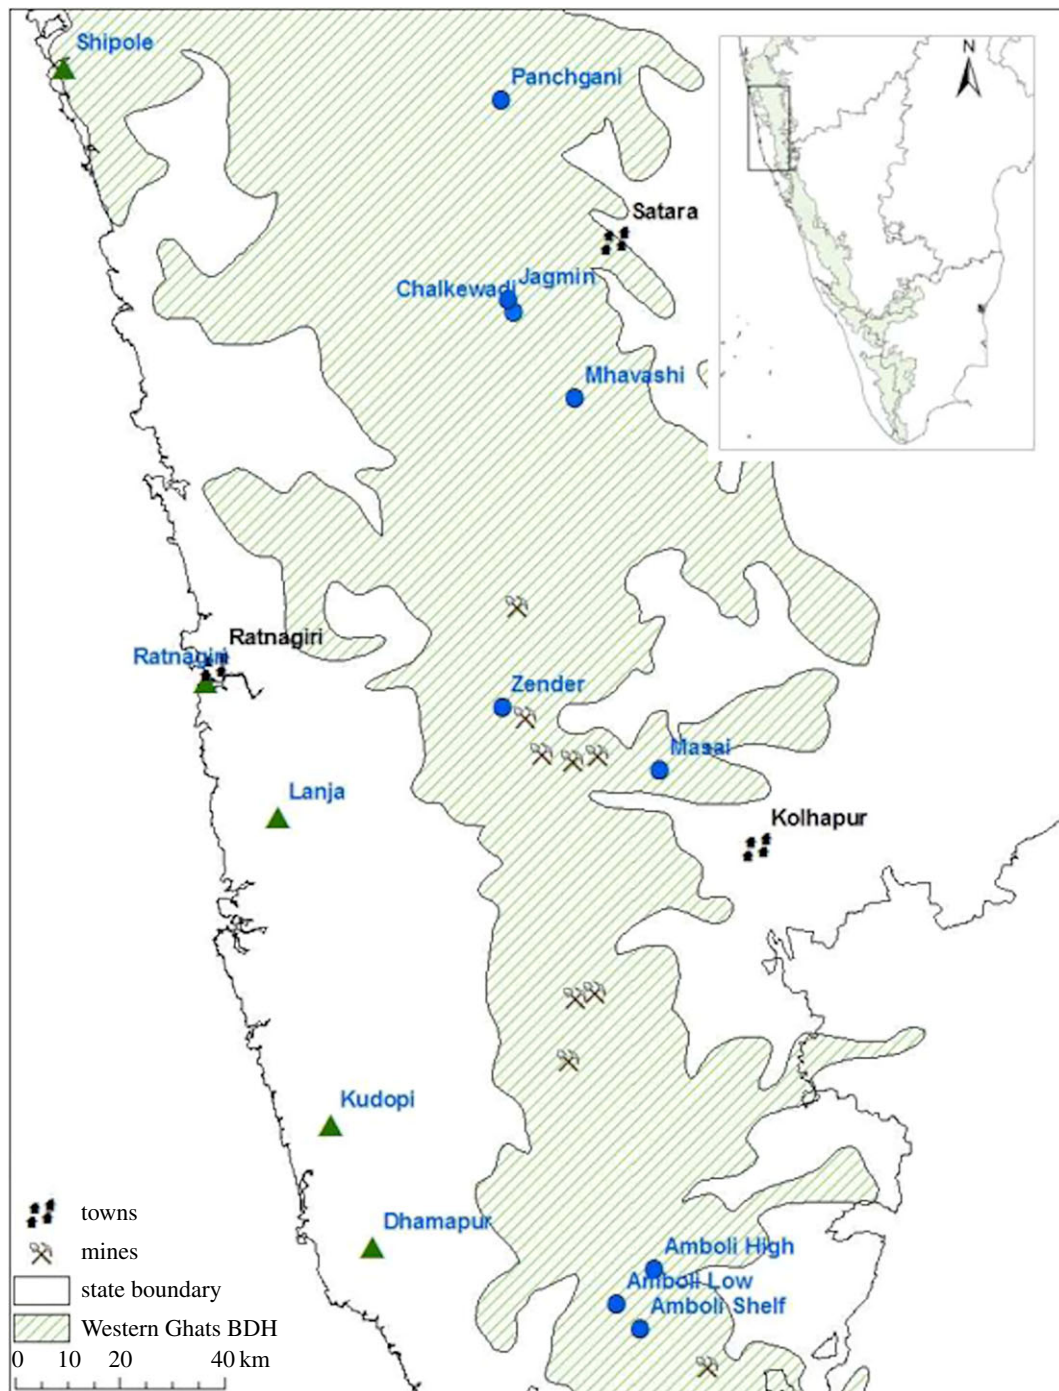 Shipole
Panchgani
N
Satara
Jagmin
Chalkewadi
Mhavashi
Ratnagiri
Ratnagiri
Zender
Masai
Lanja
Kolhapur
Kudopi
towns
Dhamapur
mines
Amboli High
state boundary
Amboli Low
Amboli Shelf
Western Ghats BDH
0 10 20 40 km